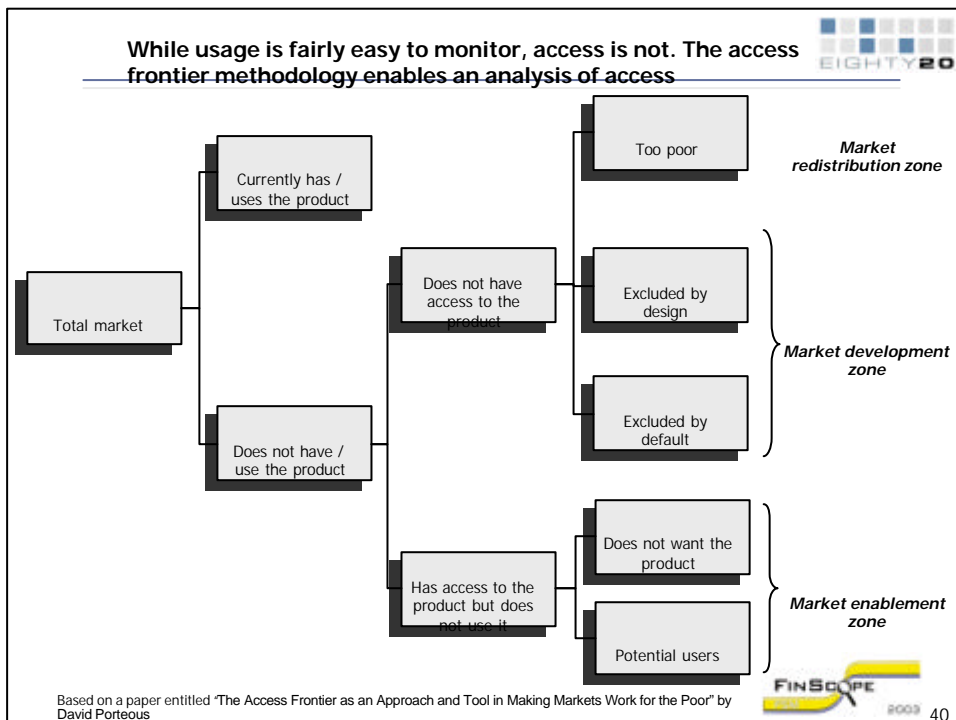 While usage is fairly easy to monitor, access is not. The access
frontier methodology enables an analysis of access
EIGHTY20
Total market
Currently has /
uses the product
Does not have /
use the product
Does not have
access to the
product
Has access to the
product but does
not use it
Too poor
Excluded by
design
Excluded by
default
Does not want the
product
Potential users
Market
redistribution zone
Market development
zone
Market enablement
zone
Based on a paper entitled “The Access Frontier as an Approach and Tool in Making Markets Work for the Poor” by
David Porteous
FINSCOPE
2003
40